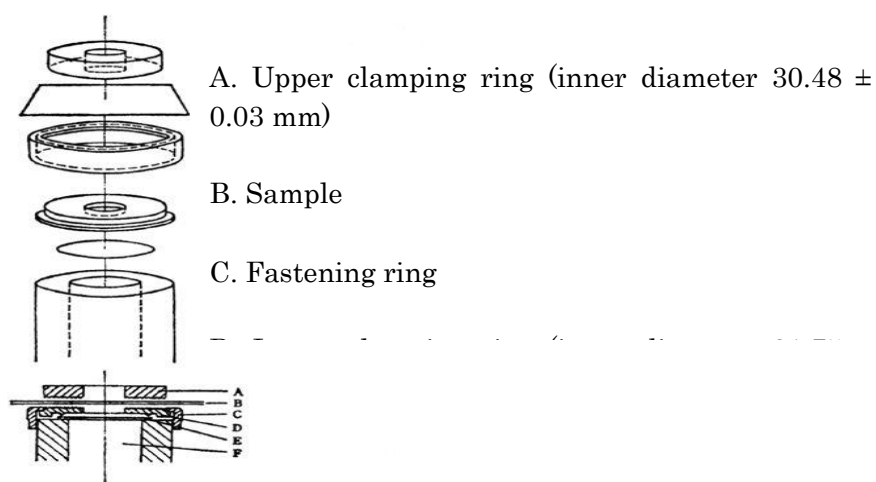 A. Upper clamping ring (inner diameter 30.48 ±
0.03 mm)
B. Sample
C. Fastening ring
A
B
C
D
E
F